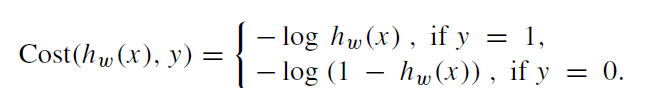 Cost(h_w(x), y) = { − log h_w(x) , if y = 1,
− log (1 − h_w(x)) , if y = 0.